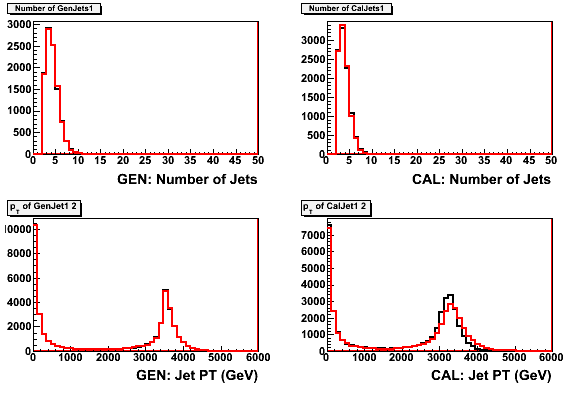 Number of GenJets1
3000
2500
2000
1500
1000
500
0
0 5 10 15 20 25 30 35 40 45 50
GEN: Number of Jets
Number of CalJets1
3000
2500
2000
1500
1000
500
0
0 5 10 15 20 25 30 35 40 45 50
CAL: Number of Jets
pT of GenJet1 2
10000
8000
6000
4000
2000
0
0 1000 2000 3000 4000 5000 6000
GEN: Jet PT (GeV)
pT of CalJet1 2
7000
6000
5000
4000
3000
2000
1000
0
0 1000 2000 3000 4000 5000 6000
CAL: Jet PT (GeV)